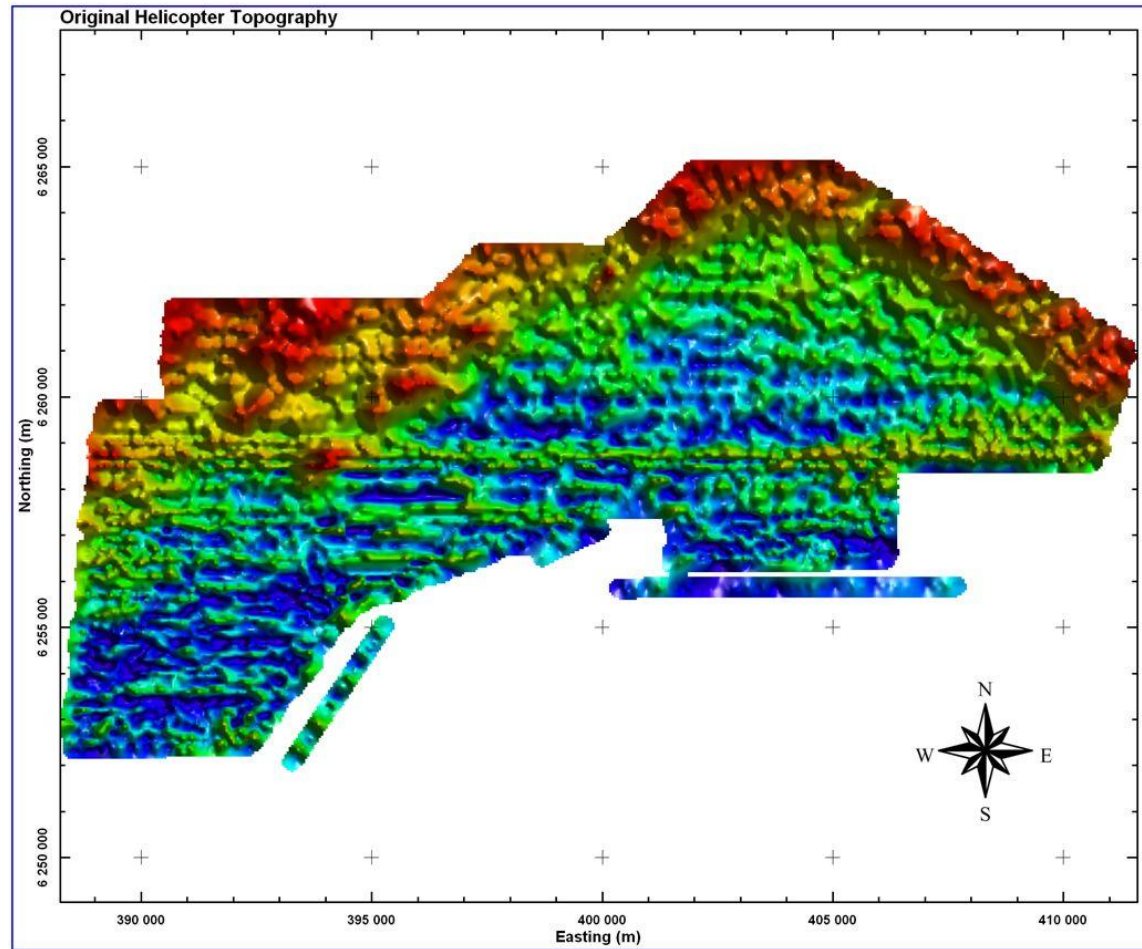 Original Helicopter Topography
6 265 000
6 260 000
Northing (m)
6 255 000
6 250 000
N
W E
S
390 000 395 000 400 000 405 000 410 000
Easting (m)